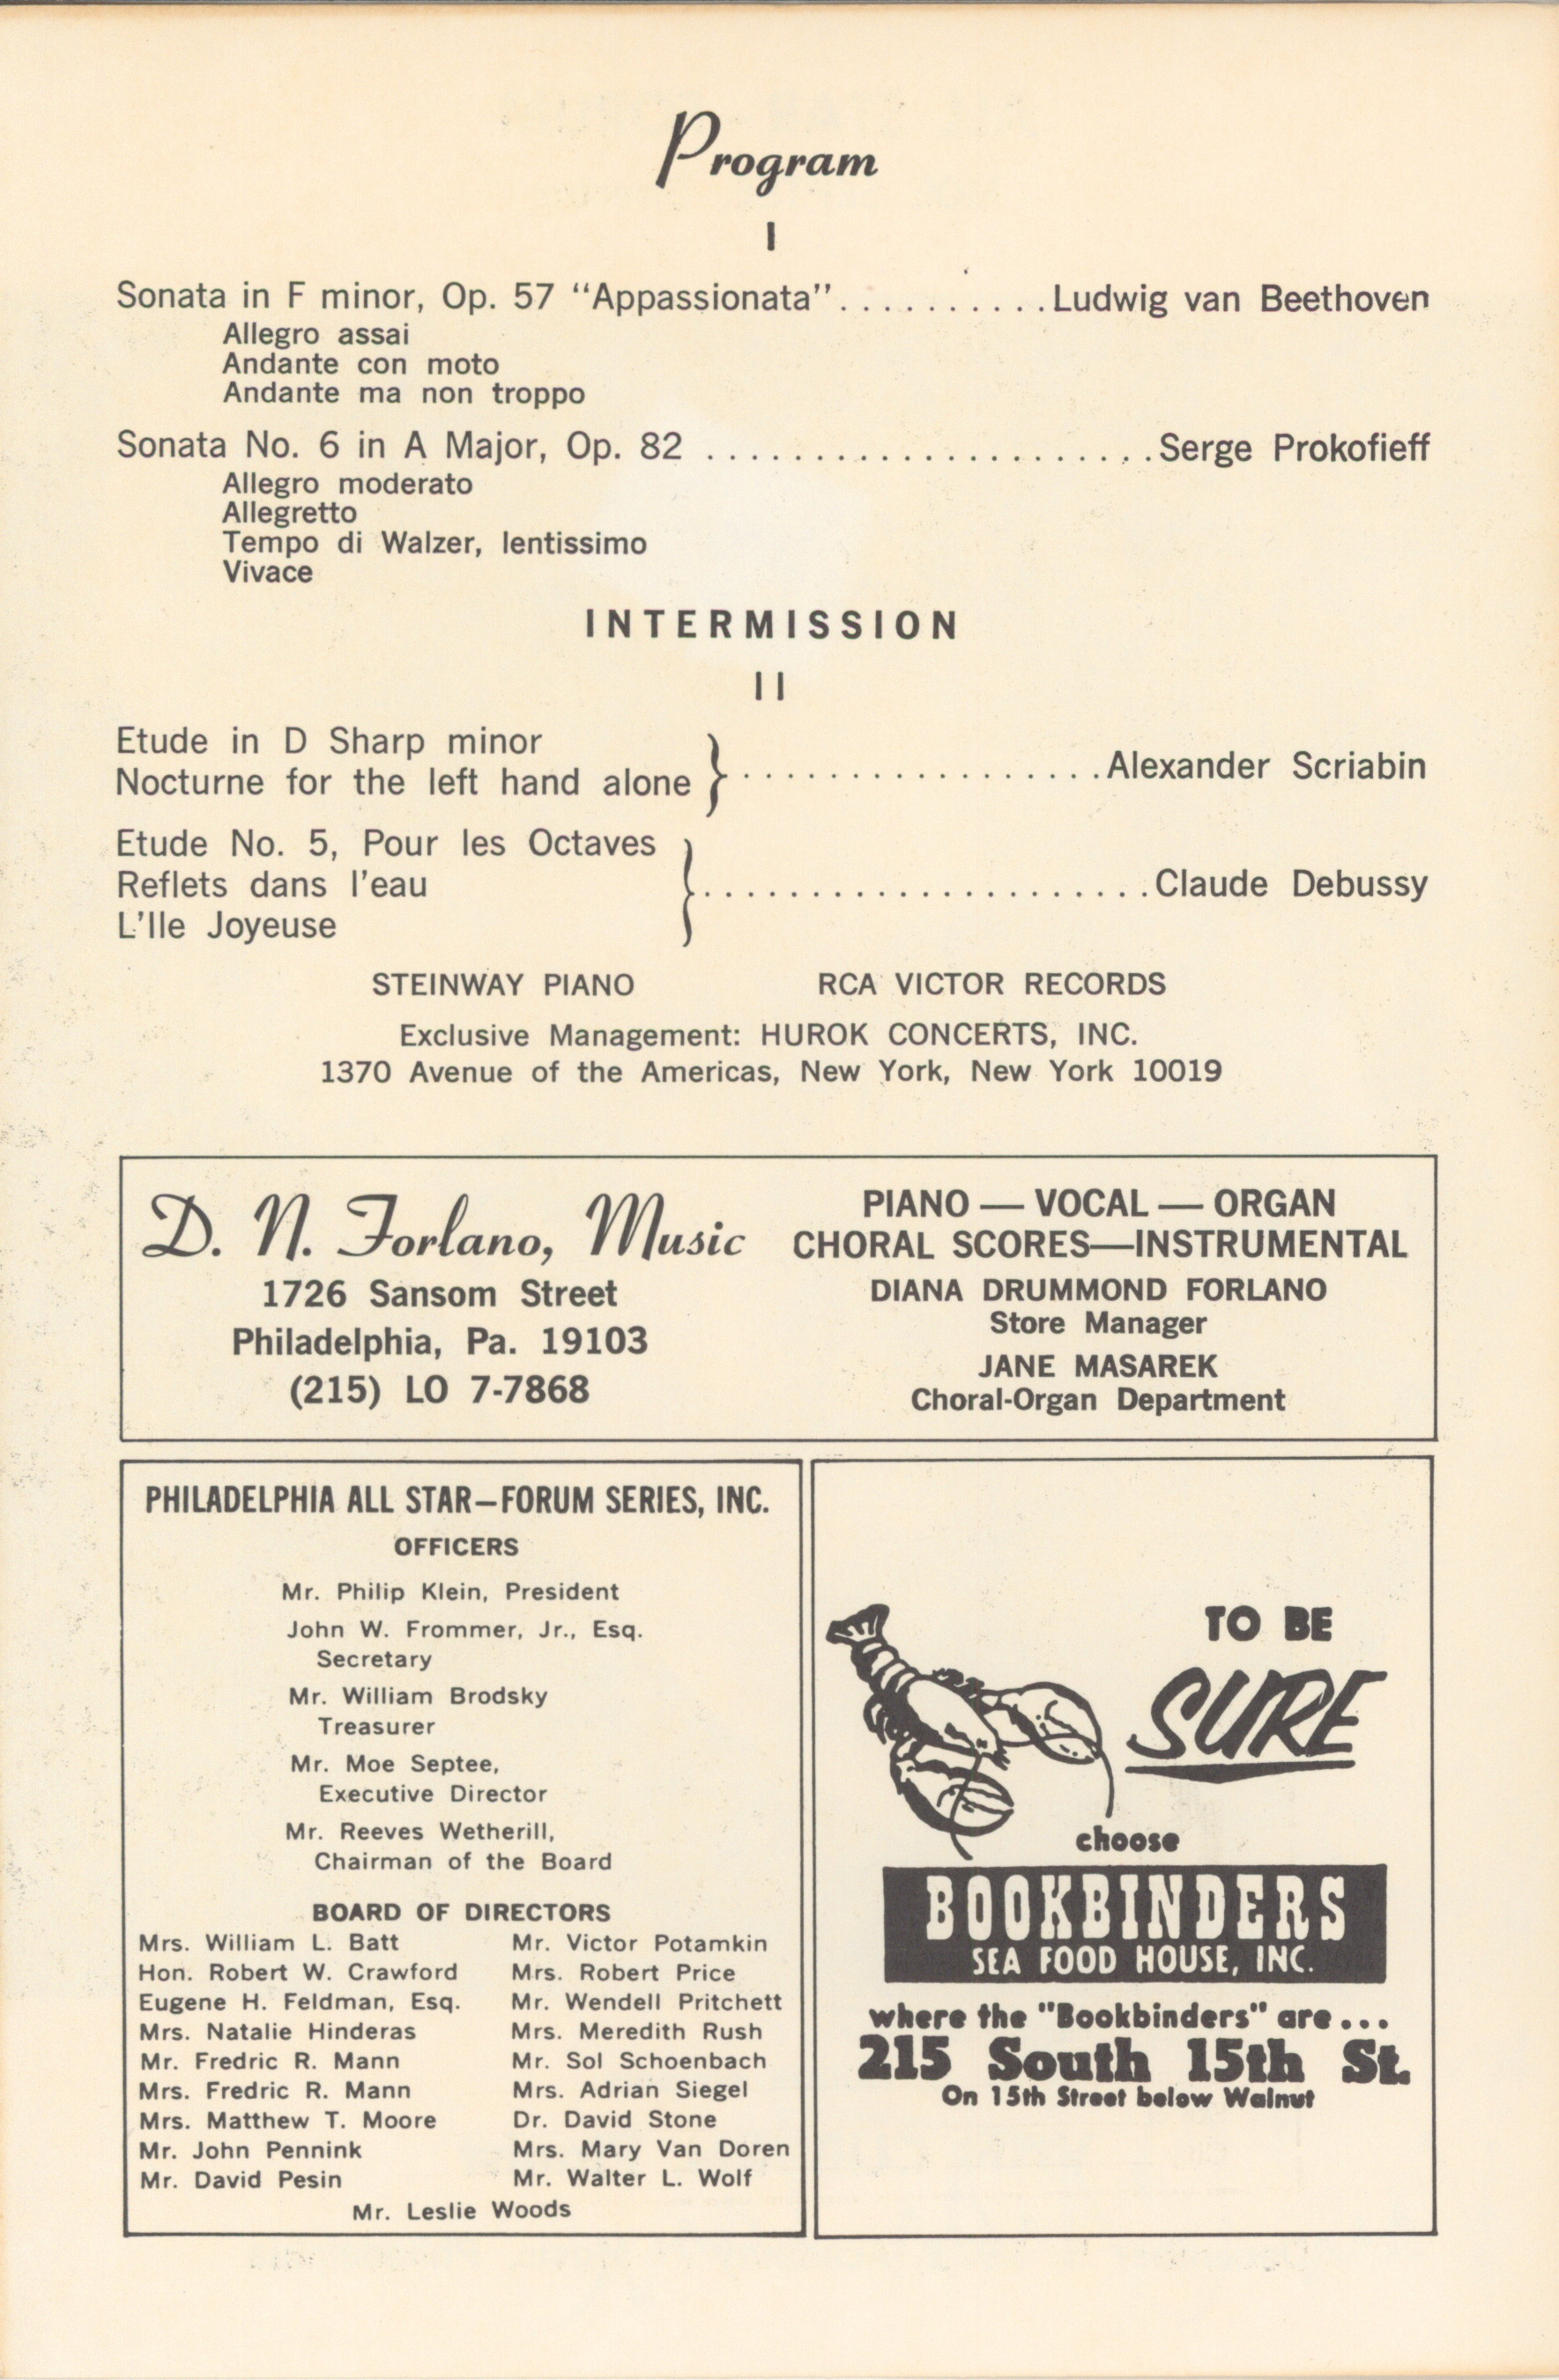 Program
I
Sonata in F minor, Op. 57 "Appassionata"..........Ludwig van Beethoven
Allegro assai
Andante con moto
Andante ma non troppo
Sonata No. 6 in A Major, Op. 82 ......................Serge Prokofieff
Allegro moderato
Allegretto
Tempo di Walzer, lentissimo
Vivace
INTERMISSION
II
Etude in D Sharp minor
Nocturne for the left hand alone } .................Alexander Scriabin
Etude No. 5, Pour les Octaves
Reflets dans l'eau } .....................Claude Debussy
L'Ile Joyeuse
STEINWAY PIANO RCA VICTOR RECORDS
Exclusive Management: HUROK CONCERTS, INC.
1370 Avenue of the Americas, New York, New York 10019
D. N. Forlano, Music
1726 Sansom Street
Philadelphia, Pa. 19103
(215) LO 7-7868
PIANO — VOCAL — ORGAN
CHORAL SCORES—INSTRUMENTAL
DIANA DRUMMOND FORLANO
Store Manager
JANE MASAREK
Choral-Organ Department
PHILADELPHIA ALL STAR—FORUM SERIES, INC.
OFFICERS
Mr. Philip Klein, President
John W. Frommer, Jr., Esq.
Secretary
Mr. William Brodsky
Treasurer
Mr. Moe Septee,
Executive Director
Mr. Reeves Wetherill,
Chairman of the Board
BOARD OF DIRECTORS
Mrs. William L. Batt
Hon. Robert W. Crawford
Eugene H. Feldman, Esq.
Mrs. Natalie Hinderas
Mr. Fredric R. Mann
Mrs. Fredric R. Mann
Mrs. Matthew T. Moore
Mr. John Pennink
Mr. David Pesin
Mr. Victor Potamkin
Mrs. Robert Price
Mr. Wendell Pritchett
Mrs. Meredith Rush
Mr. Sol Schoenbach
Mrs. Adrian Siegel
Dr. David Stone
Mrs. Mary Van Doren
Mr. Walter L. Wolf
Mr. Leslie Woods
TO BE
SURE
choose
BOOKBINDERS
SEA FOOD HOUSE, INC.
where the "Bookbinders" are...
215 South 15th St.
On 15th Street below Walnut